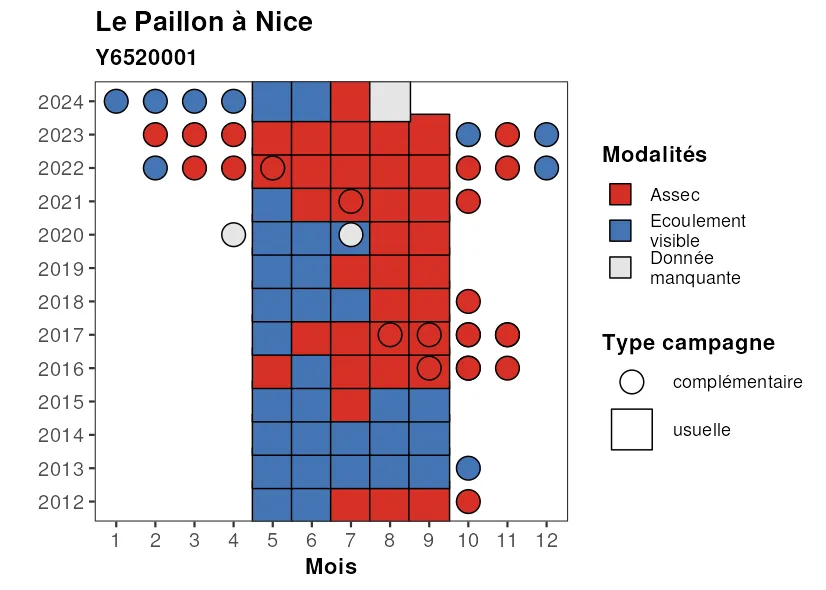 Le Paillon à Nice
Y6520001
2024
2023
2022
2021
2020
2019
2018
2017
2016
2015
2014
2013
2012
1 2 3 4 5 6 7 8 9 10 11 12
Mois
Modalités
Assec
Ecoulement
visible
Donnée
manquante
Type campagne
complémentaire
usuelle